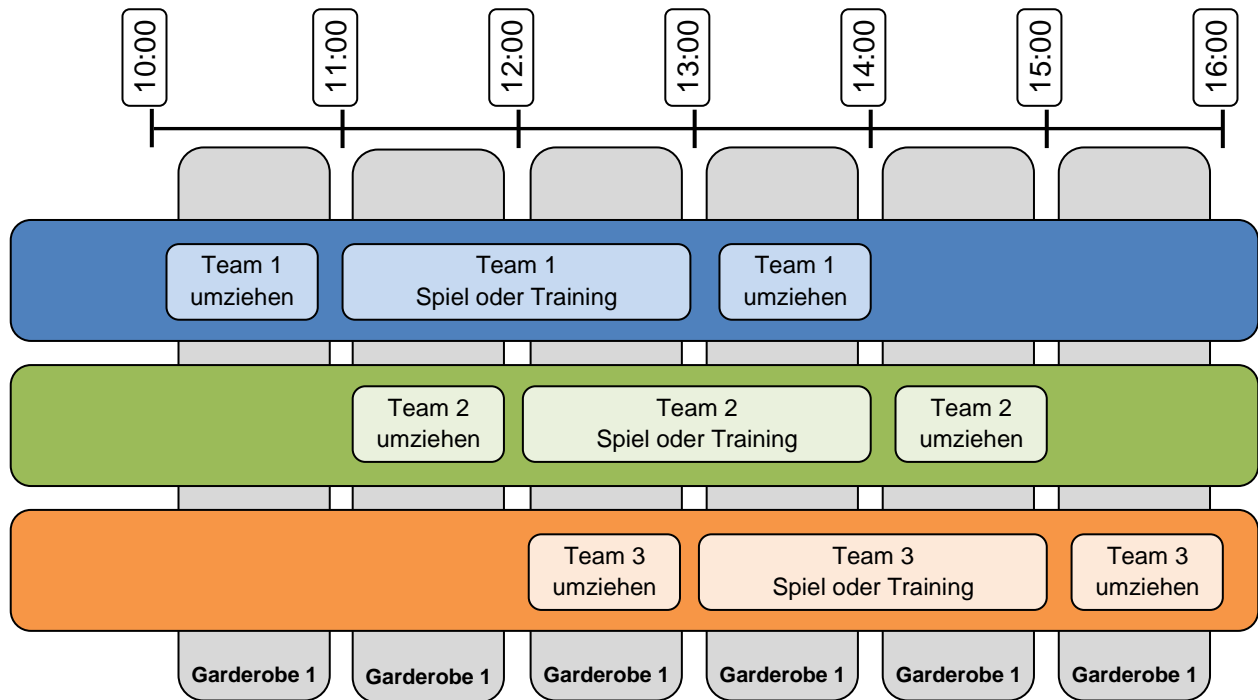 10:00
11:00
12:00
13:00
14:00
15:00
16:00
Team 1
umziehen
Team 1
Spiel oder Training
Team 1
umziehen
Team 2
umziehen
Team 2
Spiel oder Training
Team 2
umziehen
Team 3
umziehen
Team 3
Spiel oder Training
Team 3
umziehen
Garderobe 1
Garderobe 1
Garderobe 1
Garderobe 1
Garderobe 1
Garderobe 1